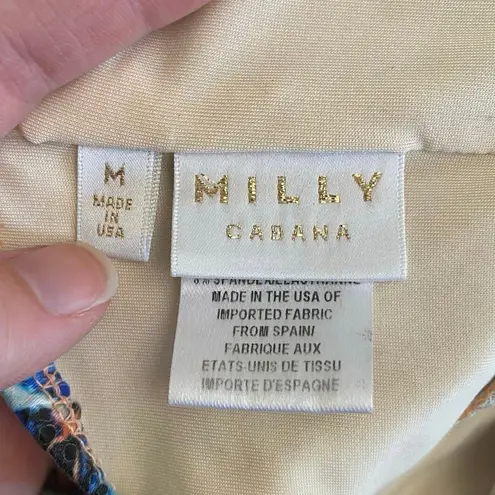 M
MADE
IN
USA
MILLY
CABANA
MADE IN THE USA OF
IMPORTED FABRIC
FROM SPAIN/
FABRIQUE AUX
ETATS-UNIS DE TISSU
IMPORTE D'ESPAGNE